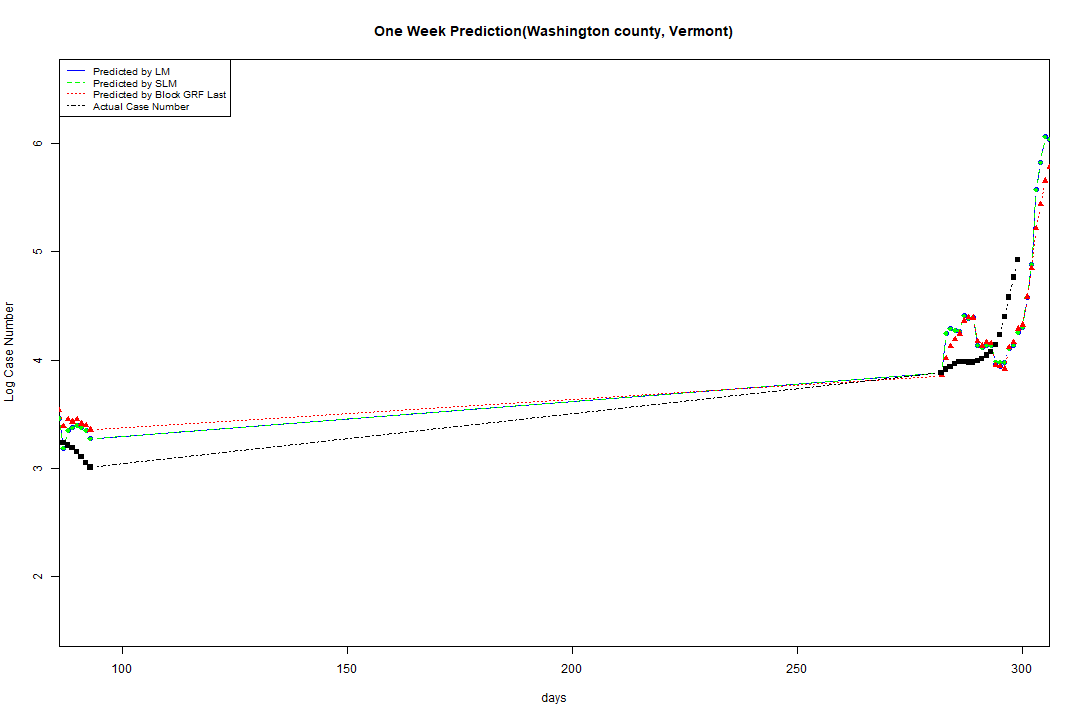 One Week Prediction(Washington county, Vermont)
Predicted by LM
Predicted by SLM
Predicted by Block GRF Last
Actual Case Number
6
5
4
3
2
Log Case Number
100 150 200 250 300
days